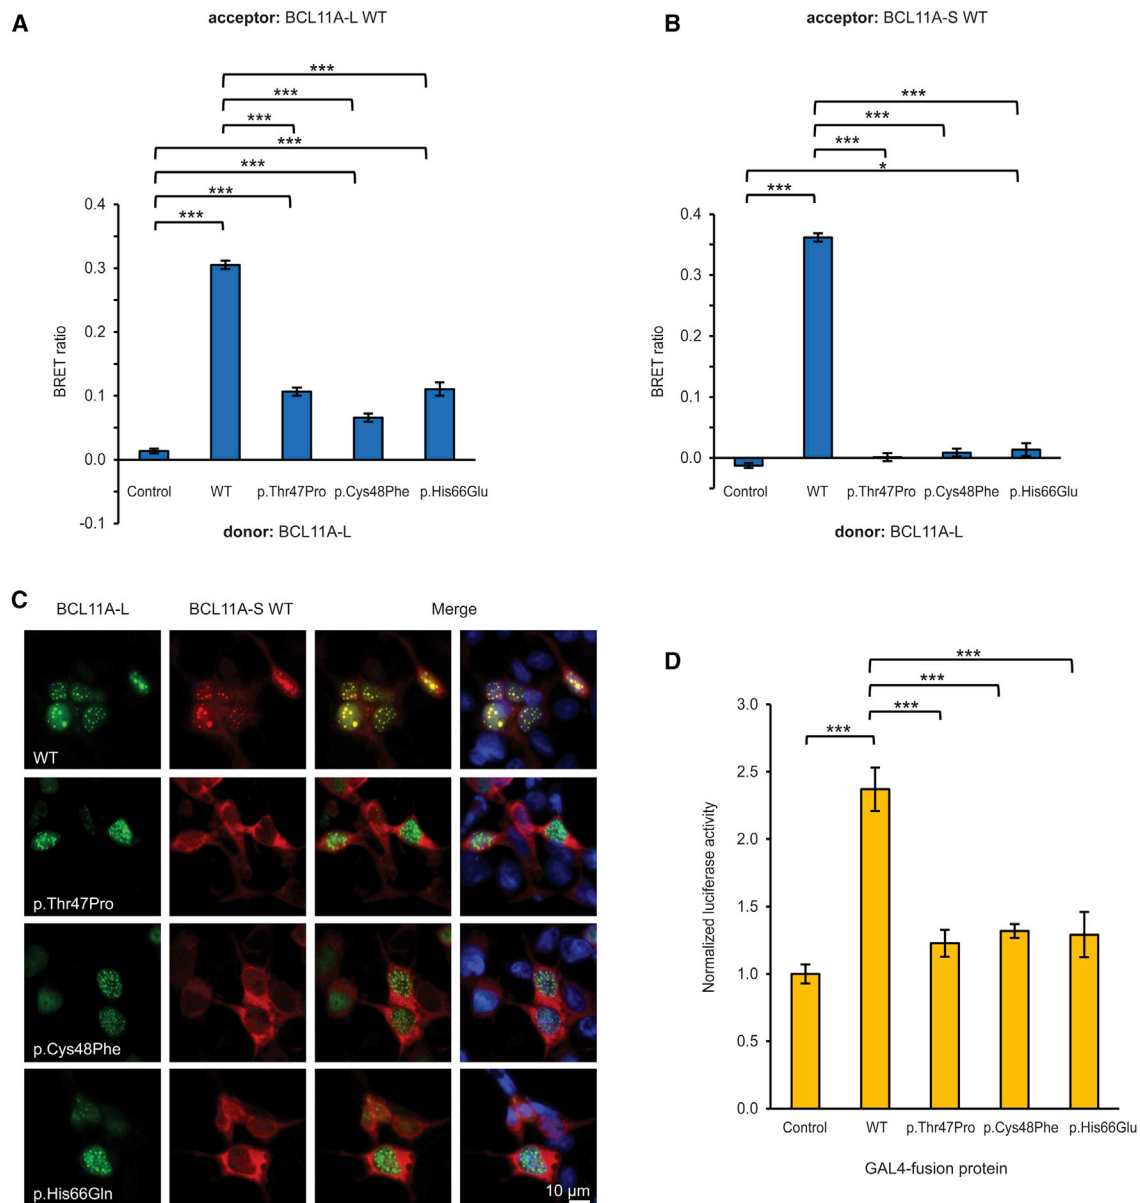 A
acceptor: BCL11A-L WT
***
***
***
***
***
***
***
0.4
0.3
0.2
0.1
0.0
-0.1
BRET ratio
Control WT p.Thr47Pro p.Cys48Phe p.His66Glu
donor: BCL11A-L
B
acceptor: BCL11A-S WT
***
***
***
*
***
0.4
0.3
0.2
0.1
0.0
BRET ratio
Control WT p.Thr47Pro p.Cys48Phe p.His66Glu
donor: BCL11A-L
C
BCL11A-L BCL11A-S WT Merge
WT
p.Thr47Pro
p.Cys48Phe
p.His66Gln
10 µm
D
***
***
***
***
3.0
2.5
2.0
1.5
1.0
0.5
0.0
Normalized luciferase activity
Control WT p.Thr47Pro p.Cys48Phe p.His66Glu
GAL4-fusion protein